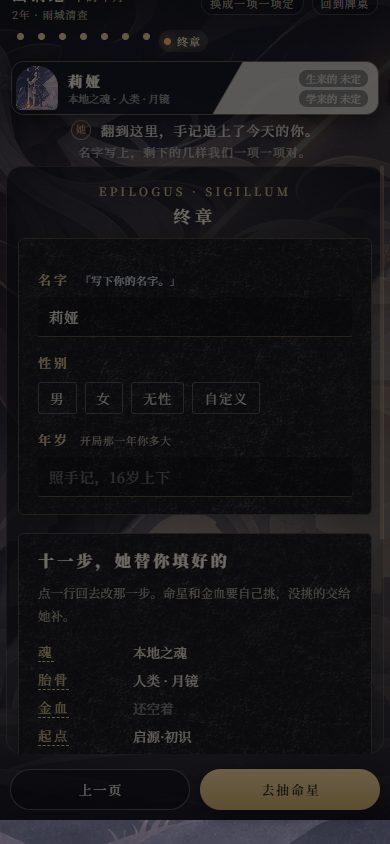 换成一项一项定
回到牌桌
2年 · 雨城清查
终章
莉娅
本地之魂 · 人类 · 月镜
生来的 未定
学来的 未定
她
翻到这里，手记追上了今天的你。
名字写上，剩下的几样我们一项一项对。
EPILOGUS · SIGILLUM
终章
名字 「写下你的名字。」
莉娅
性别
男
女
无性
自定义
年岁 开局那一年你多大
照手记，16岁上下
十一步，她替你填好的
点一行回去改那一步。命星和金血要自己挑，没挑的交给
她补。
魂 本地之魂
胎骨 人类 · 月镜
金血 还空着
起点 启源·初识
上一页
去抽命星